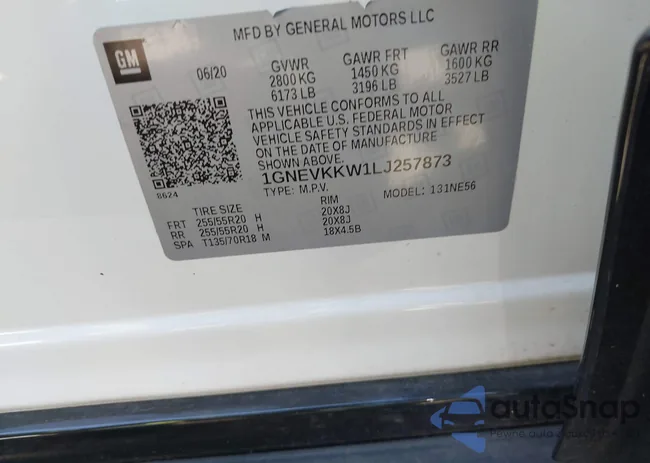 MFD BY GENERAL MOTORS LLC
GM
06/20
GVWR GAWR FRT GAWR RR
2800 KG 1450 KG 1600 KG
6173 LB 3196 LB 3527 LB
THIS VEHICLE CONFORMS TO ALL
APPLICABLE U.S. FEDERAL MOTOR
VEHICLE SAFETY STANDARDS IN EFFECT
ON THE DATE OF MANUFACTURE
SHOWN ABOVE.
8624
1GNEVKKW1LJ257873
TYPE: M.P.V. MODEL: 131NE56
TIRE SIZE RIM
FRT 255/55R20 H 20X8J
RR 255/55R20 H 20X8J
SPA T135/70R18 M 18X4.5B
autoSnap